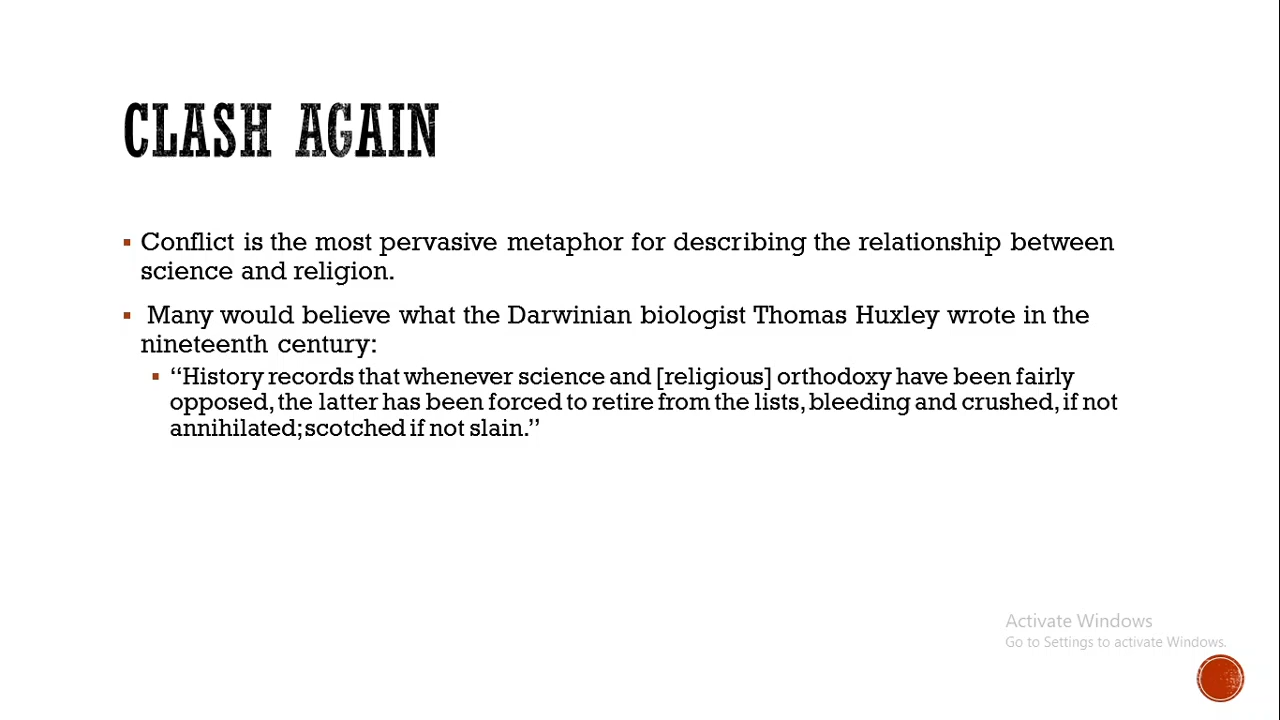 CLASH AGAIN
▪ Conflict is the most pervasive metaphor for describing the relationship between
science and religion.
▪ Many would believe what the Darwinian biologist Thomas Huxley wrote in the
nineteenth century:
▪ “History records that whenever science and [religious] orthodoxy have been fairly
opposed, the latter has been forced to retire from the lists, bleeding and crushed, if not
annihilated; scotched if not slain.”
Activate Windows
Go to Settings to activate Windows.